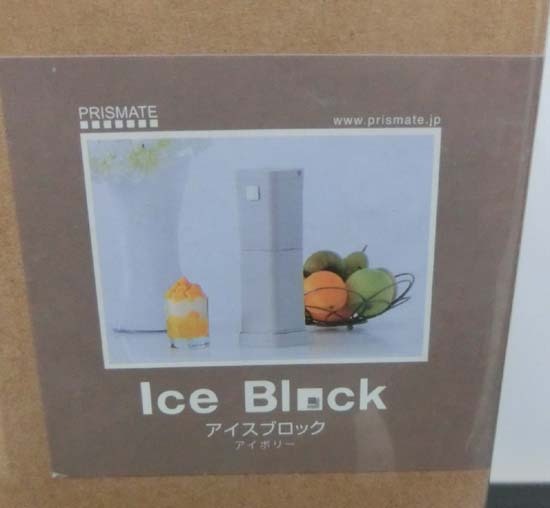 PRISMATE
www.prismate.jp
Ice Block
アイスブロック
アイボリー